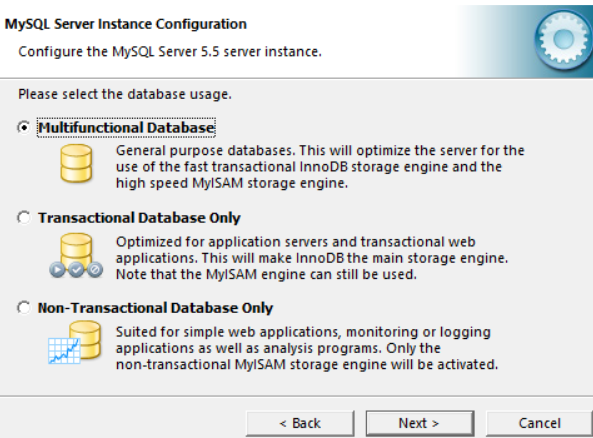 MySQL Server Instance Configuration
Configure the MySQL Server 5.5 server instance.
Please select the database usage.
Multifunctional Database
General purpose databases. This will optimize the server for the
use of the fast transactional InnoDB storage engine and the
high speed MyISAM storage engine.
Transactional Database Only
Optimized for application servers and transactional web
applications. This will make InnoDB the main storage engine.
Note that the MyISAM engine can still be used.
Non-Transactional Database Only
Suited for simple web applications, monitoring or logging
applications as well as analysis programs. Only the
non-transactional MyISAM storage engine will be activated.
< Back Next > Cancel